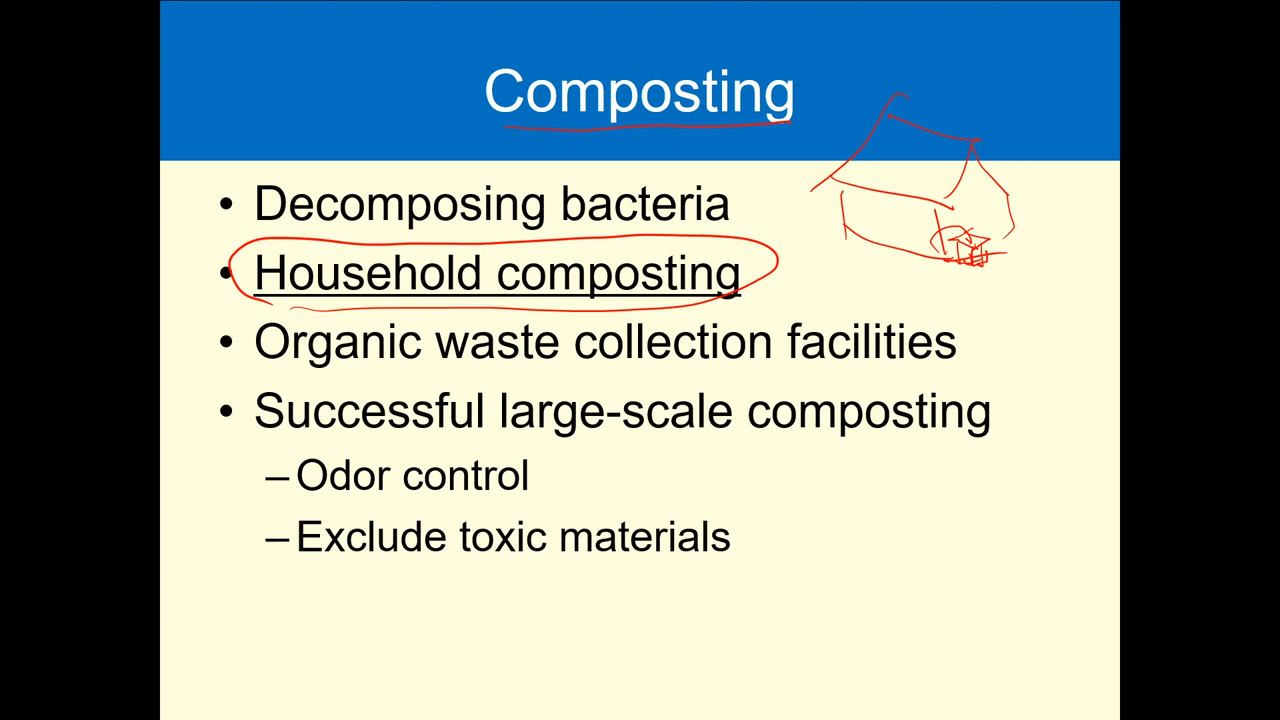 Composting
• Decomposing bacteria
• Household composting
• Organic waste collection facilities
• Successful large-scale composting
– Odor control
– Exclude toxic materials